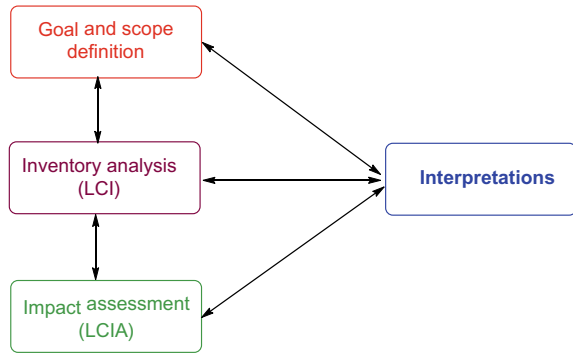 Goal and scope
definition
Inventory analysis
(LCI)
Interpretations
Impact assessment
(LCIA)